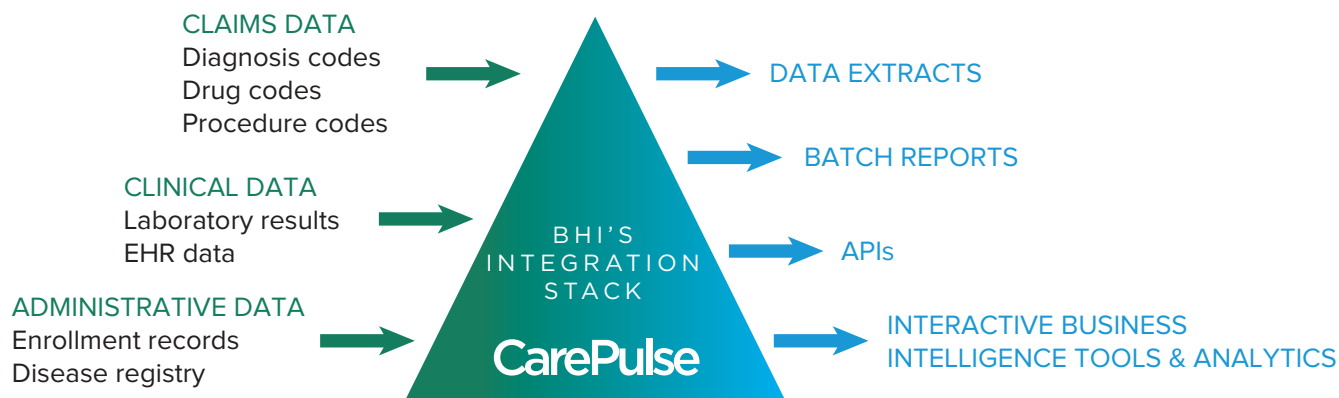 CLAIMS DATA
Diagnosis codes
Drug codes
Procedure codes
CLINICAL DATA
Laboratory results
EHR data
ADMINISTRATIVE DATA
Enrollment records
Disease registry
BHI'S
INTEGRATION
STACK
CarePulse
DATA EXTRACTS
BATCH REPORTS
APIs
INTERACTIVE BUSINESS
INTELLIGENCE TOOLS & ANALYTICS